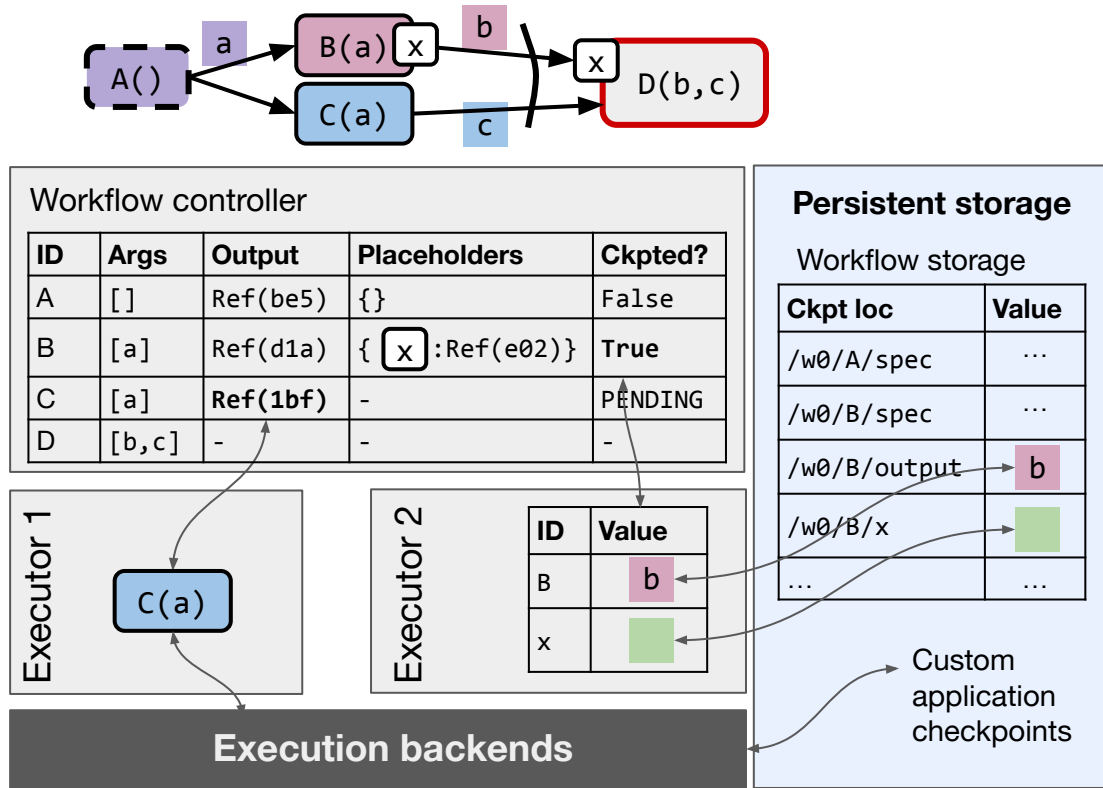 a
b
A()
B(a)
x
x
D(b,c)
C(a)
c
Workflow controller
ID Args Output Placeholders Ckpted?
A [] Ref(be5) {} False
B [a] Ref(d1a) { x :Ref(e02)} True
C [a] Ref(1bf) - PENDING
D [b,c] - - -
Persistent storage
Workflow storage
Ckpt loc Value
/w0/A/spec …
/w0/B/spec …
/w0/B/output b
/w0/B/x
… …
Executor 1
C(a)
Executor 2
ID Value
B b
x
Custom
application
checkpoints
Execution backends